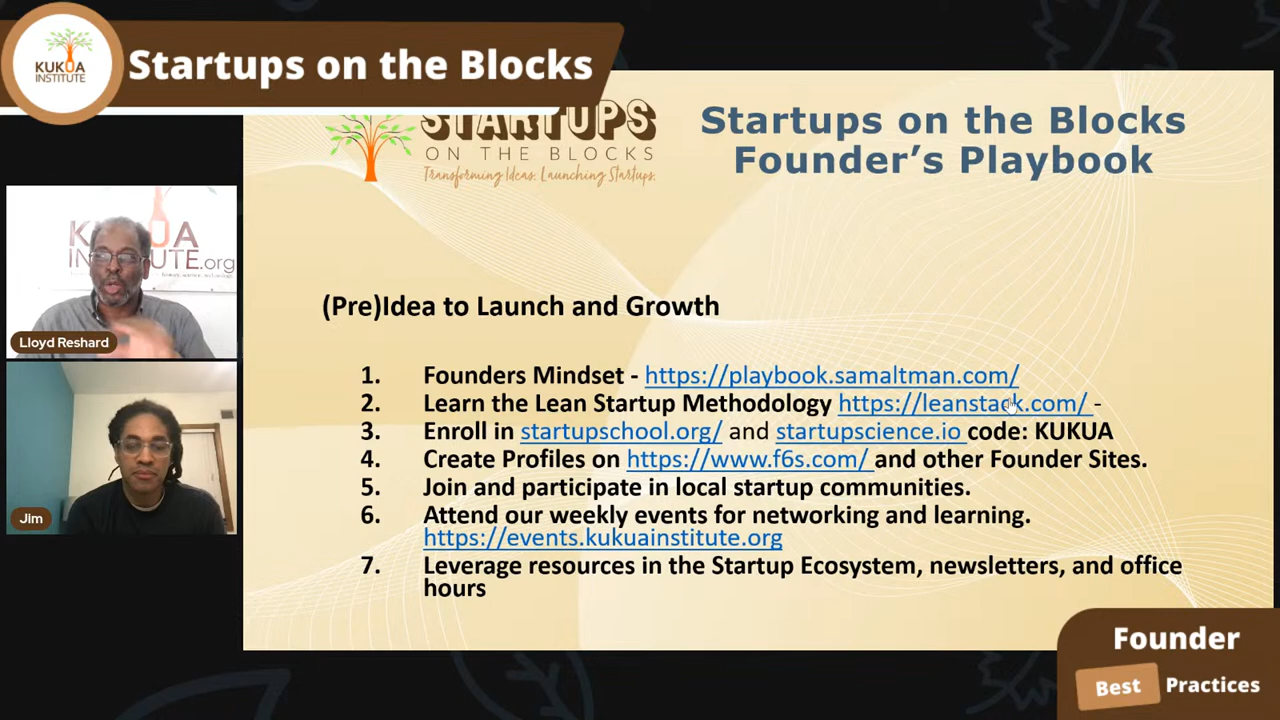 KUKUA
INSTITUTE
Startups on the Blocks
STARTUPS
ON THE BLOCKS
Transforming Ideas. Launching Startups.
Startups on the Blocks
Founder's Playbook
KUKUA
INSTITUTE.org
Lloyd Reshard
Jim
(Pre)Idea to Launch and Growth
1. Founders Mindset - https://playbook.samaltman.com/
2. Learn the Lean Startup Methodology https://leanstack.com/ -
3. Enroll in startupschool.org/ and startupscience.io code: KUKUA
4. Create Profiles on https://www.f6s.com/ and other Founder Sites.
5. Join and participate in local startup communities.
6. Attend our weekly events for networking and learning.
https://events.kukuainstitute.org
7. Leverage resources in the Startup Ecosystem, newsletters, and office
hours
Founder
Best Practices